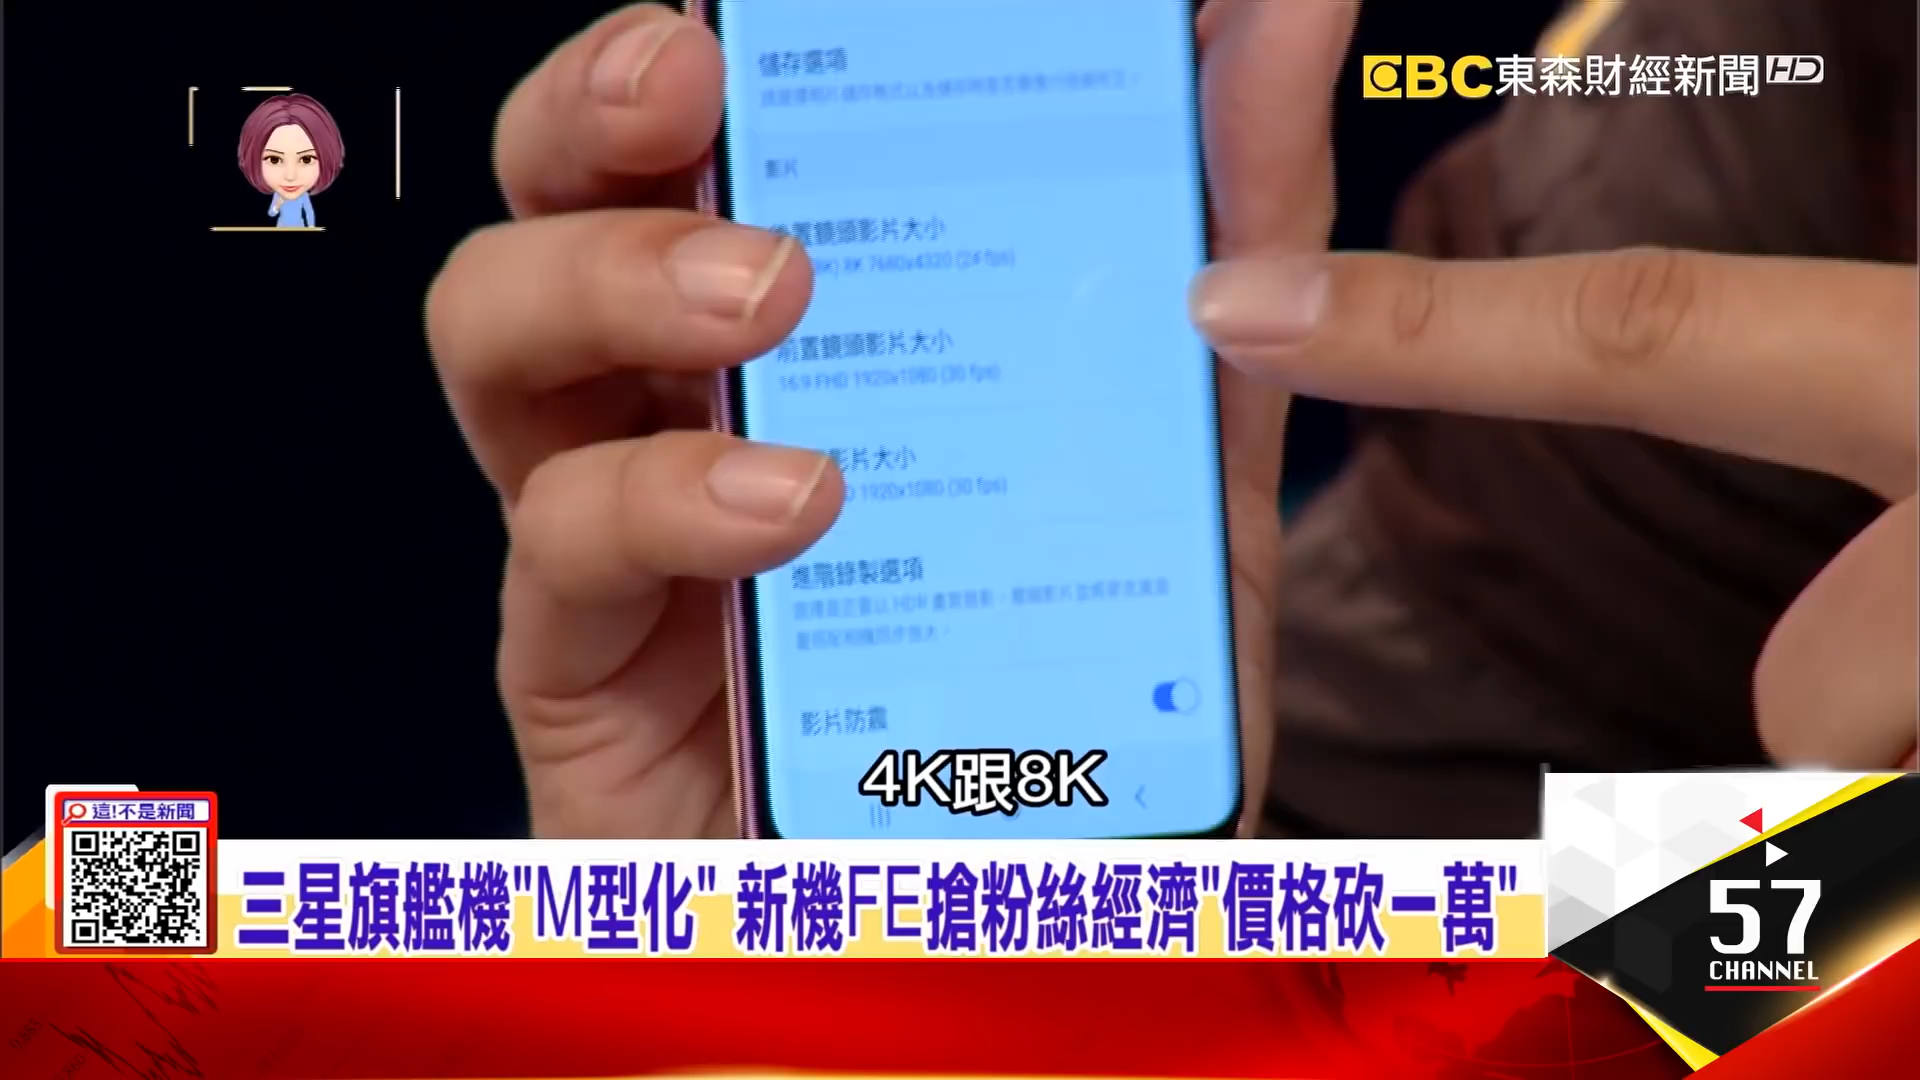 儲存選項
EBC東森財經新聞HD
影片
後置鏡頭影片大小
8K) 8K 7680x4320 (24 fps)
前置鏡頭影片大小
16:9 FHD 1920x1080 (30 fps)
影片大小
D 1920x1080 (30 fps)
進階錄製選項
影片防震
4K跟8K
這!不是新聞
三星旗艦機"M型化" 新機FE搶粉絲經濟"價格砍一萬"
57
CHANNEL